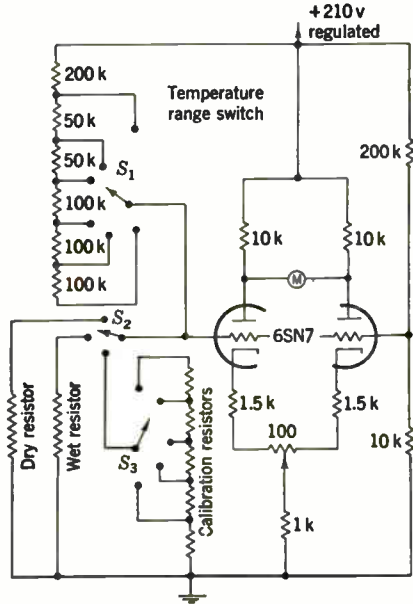 +210 v
regulated
200 k
Temperature
range switch
50 k
50 k
S1
200 k
100 k
100 k
100 k
10 k
10 k
M
S2
6SN7
Dry resistor
Wet resistor
S3
Calibration resistors
1.5 k
1.5 k
100
10 k
1 k